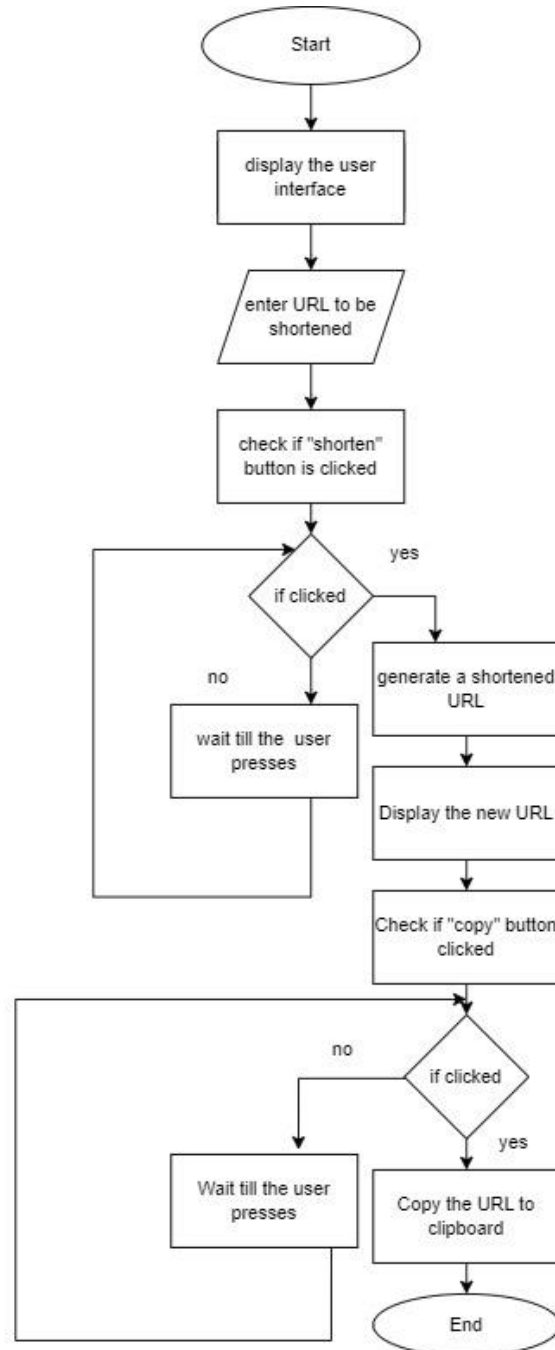 Start
display the user
interface
enter URL to be
shortened
check if "shorten"
button is clicked
yes
if clicked
no
generate a shortened
URL
wait till the user
presses
Display the new URL
Check if "copy" button
clicked
no
if clicked
yes
Wait till the user
presses
Copy the URL to
clipboard
End